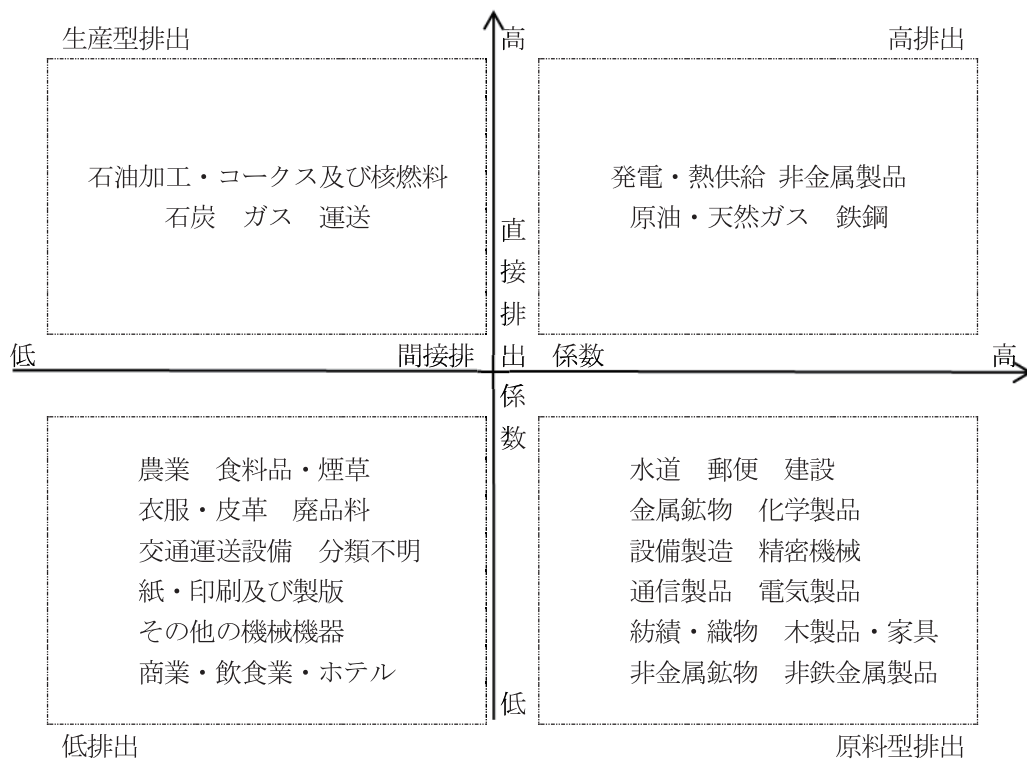 生産型排出
高
高排出
石油加工・コークス及び核燃料
石炭　ガス　運送
発電・熱供給 非金属製品
原油・天然ガス　鉄鋼
直接排出係数
低
間接排出係数
高
農業　食料品・煙草
衣服・皮革　廃品料
交通運送設備　分類不明
紙・印刷及び製版
その他の機械機器
商業・飲食業・ホテル
水道　郵便　建設
金属鉱物　化学製品
設備製造　精密機械
通信製品　電気製品
紡績・織物　木製品・家具
非金属鉱物　非鉄金属製品
低
低排出
原料型排出